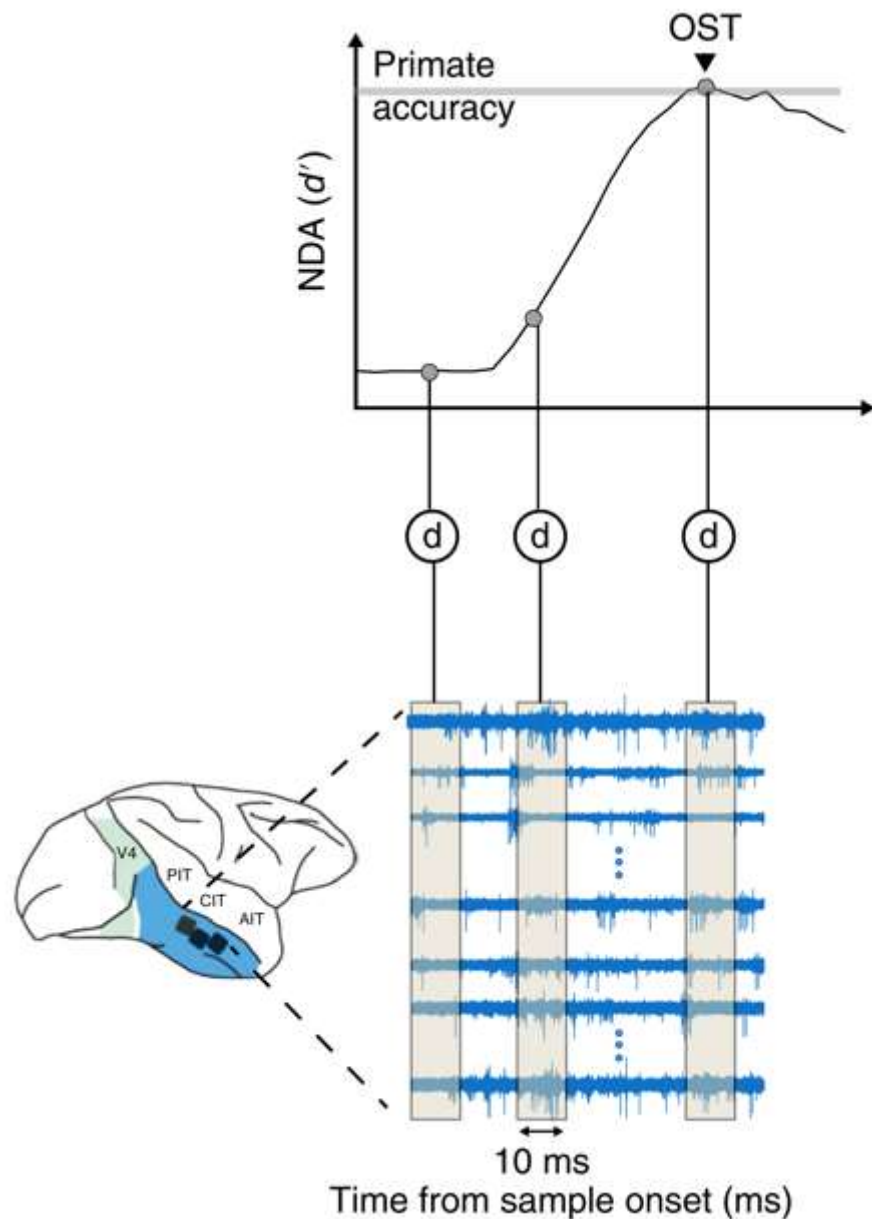 OST
Primate
accuracy
NDA (d′)
d d d
V4
PIT
CIT
AIT
10 ms
Time from sample onset (ms)